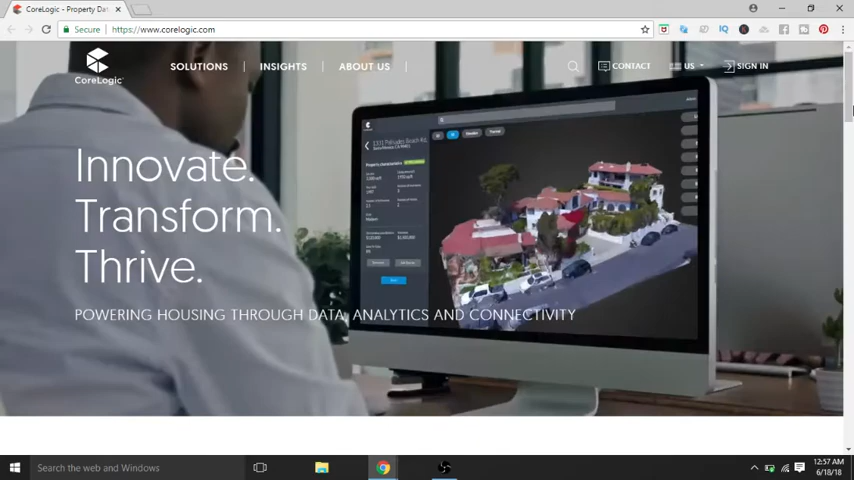 CoreLogic - Property Dat
Secure
https://www.corelogic.com
CoreLogic
SOLUTIONS
INSIGHTS
ABOUT US
CONTACT
US
SIGN IN
Innovate.
Transform.
Thrive.
POWERING HOUSING THROUGH DATA, ANALYTICS AND CONNECTIVITY
Search the web and Windows
12:57 AM
6/18/18